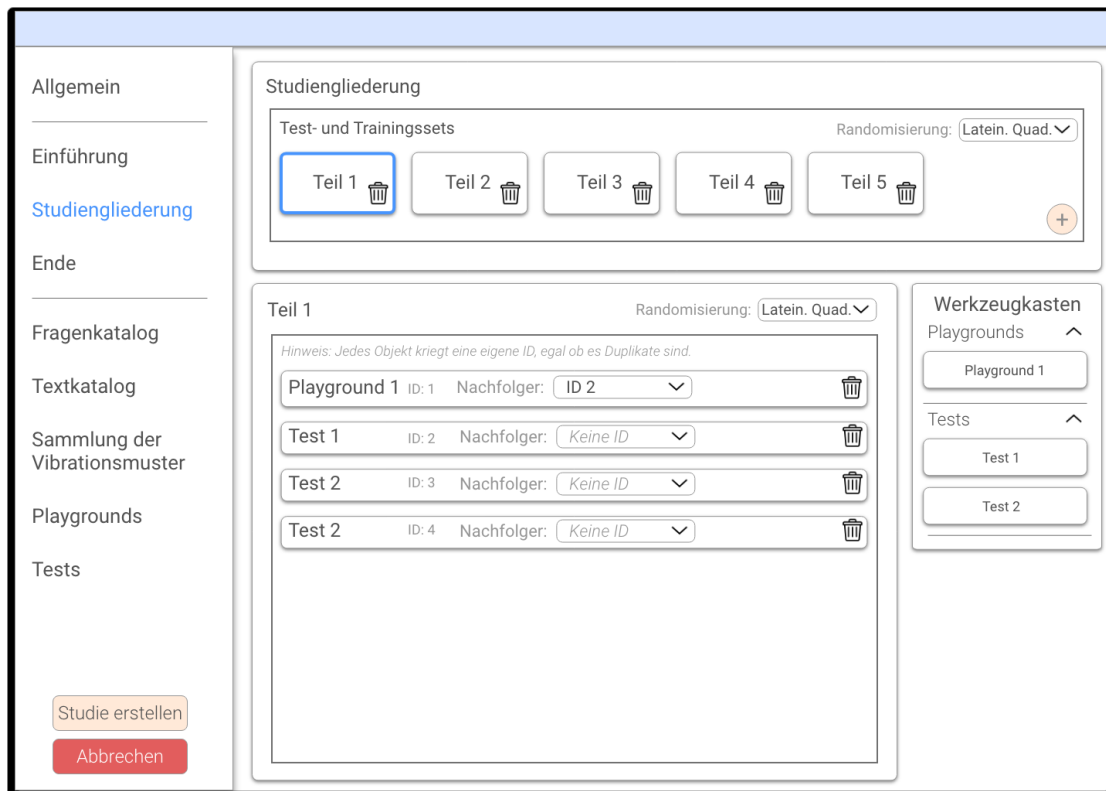 Allgemein
Einführung
Studiengliederung
Ende
Fragenkatalog
Textkatalog
Sammlung der
Vibrationsmuster
Playgrounds
Tests
Studie erstellen
Abbrechen
Studiengliederung
Test- und Trainingssets
Randomisierung: Latein. Quad.
Teil 1
Teil 2
Teil 3
Teil 4
Teil 5
+
Teil 1
Randomisierung: Latein. Quad.
Hinweis: Jedes Objekt kriegt eine eigene ID, egal ob es Duplikate sind.
Playground 1 ID: 1 Nachfolger: ID 2
Test 1 ID: 2 Nachfolger: Keine ID
Test 2 ID: 3 Nachfolger: Keine ID
Test 2 ID: 4 Nachfolger: Keine ID
Werkzeugkasten
Playgrounds
Playground 1
Tests
Test 1
Test 2